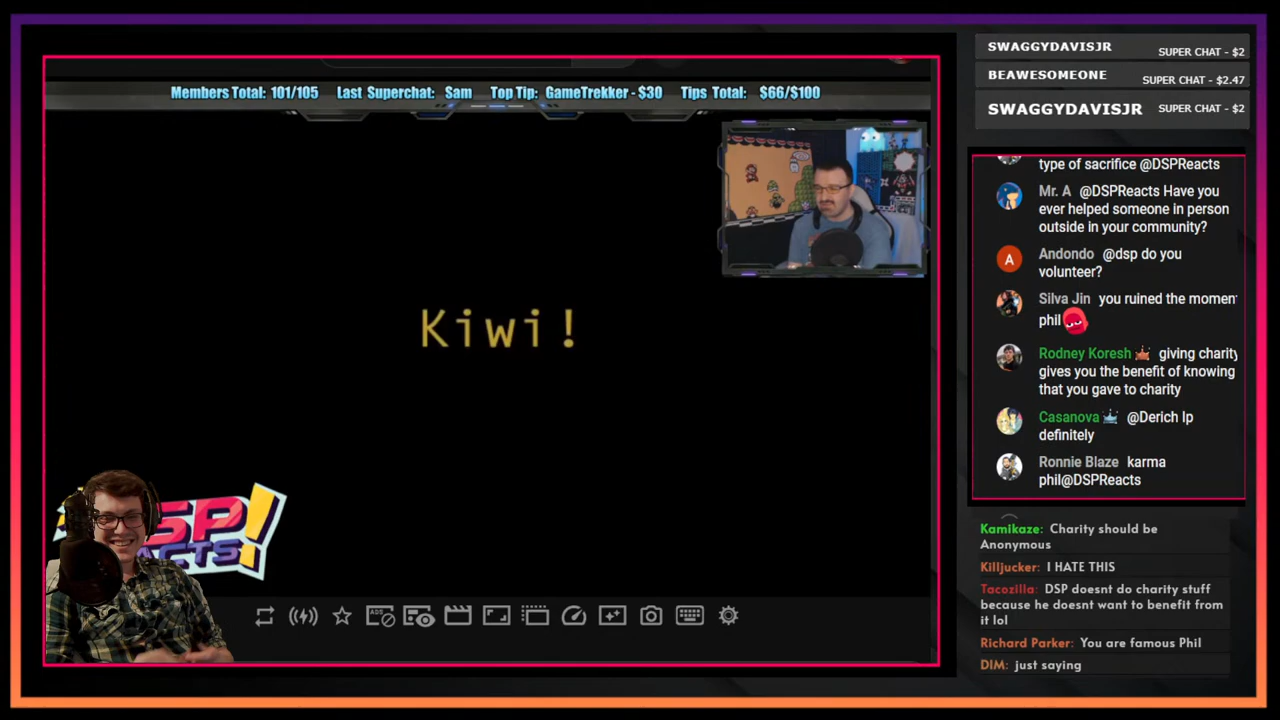 Members Total: 101/105 Last Superchat: Sam Top Tip: GameTrekker - $30 Tips Total: $66/$100
Kiwi!
DSP
REACTS!
ADS
SWAGGYDAVISJR SUPER CHAT - $2
BEAWESOMEONE SUPER CHAT - $2.47
SWAGGYDAVISJR SUPER CHAT - $2
type of sacrifice @DSPReacts
Mr. A @DSPReacts Have you
ever helped someone in person
outside in your community?
A
Andondo @dsp do you
volunteer?
Silva Jin you ruined the momen
phil
Rodney Koresh giving charity
gives you the benefit of knowing
that you gave to charity
Casanova @Derich Ip
definitely
Ronnie Blaze karma
phil@DSPReacts
Kamikaze: Charity should be
Anonymous
Killjucker: I HATE THIS
Tacozilla: DSP doesnt do charity stuff
because he doesnt want to benefit from
it lol
Richard Parker: You are famous Phil
DIM: just saying